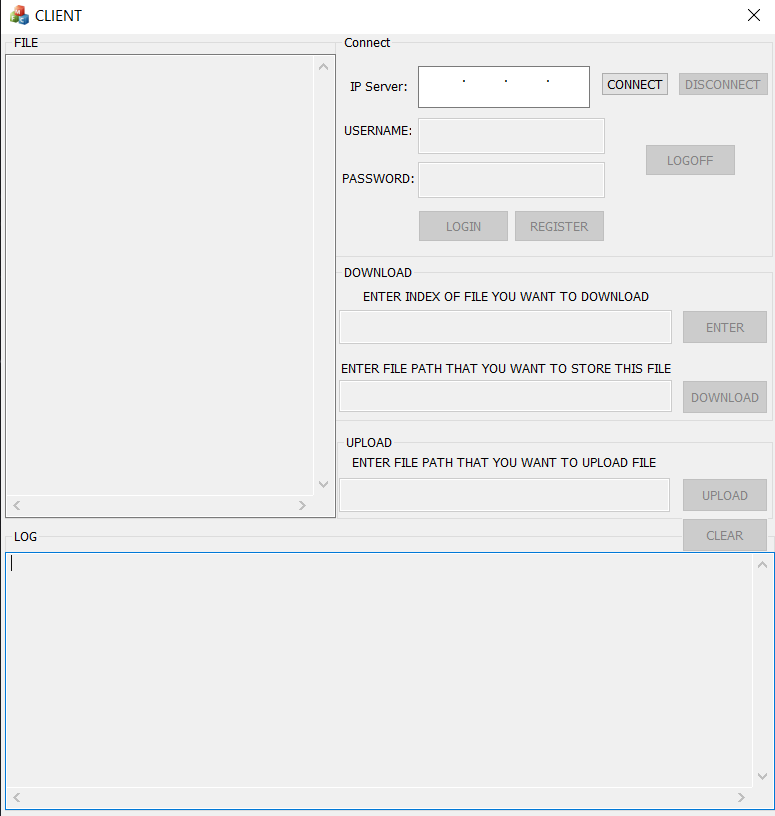 CLIENT
FILE
Connect
IP Server:
. . .
CONNECT
DISCONNECT
USERNAME:
LOGOFF
PASSWORD:
LOGIN
REGISTER
DOWNLOAD
ENTER INDEX OF FILE YOU WANT TO DOWNLOAD
ENTER
ENTER FILE PATH THAT YOU WANT TO STORE THIS FILE
DOWNLOAD
UPLOAD
ENTER FILE PATH THAT YOU WANT TO UPLOAD FILE
UPLOAD
CLEAR
LOG